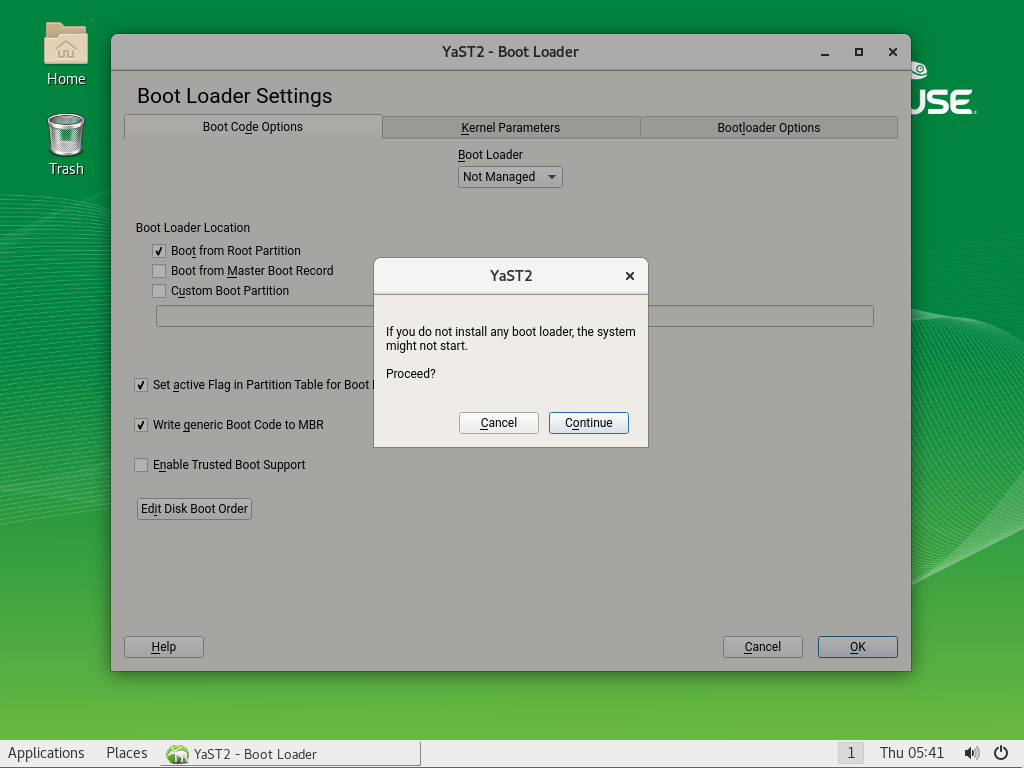 Home
Trash
YaST2 - Boot Loader
USE
Boot Loader Settings
Boot Code Options
Kernel Parameters
Bootloader Options
Boot Loader
Not Managed
Boot Loader Location
Boot from Root Partition
Boot from Master Boot Record
Custom Boot Partition
Set active Flag in Partition Table for Boot
Write generic Boot Code to MBR
Enable Trusted Boot Support
Edit Disk Boot Order
YaST2
If you do not install any boot loader, the system
might not start.
Proceed?
Cancel
Continue
Help
Cancel
OK
Applications
Places
YaST2 - Boot Loader
1
Thu 05:41